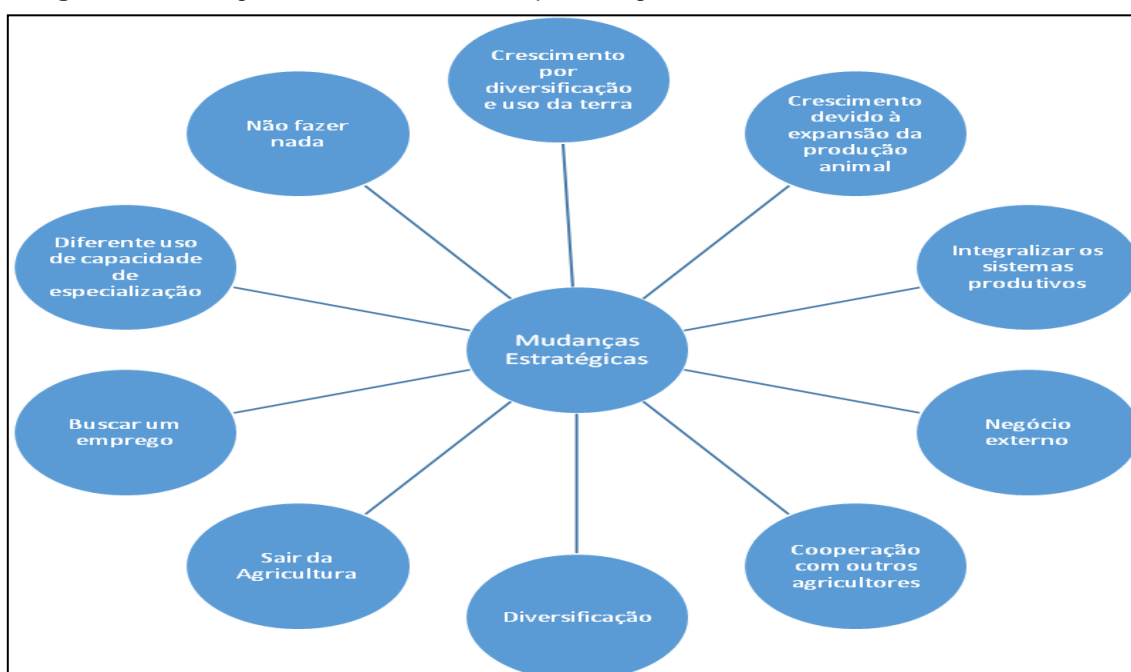 Crescimento
por
diversificação
e uso da terra
Crescimento
devido à
expansão da
produção
animal
Integralizar os
sistemas
produtivos
Negócio
externo
Cooperação
com outros
agricultores
Diversificação
Sair da
Agricultura
Buscar um
emprego
Diferente uso
de capacidade
de
especialização
Não fazer
nada
Mudanças
Estratégicas